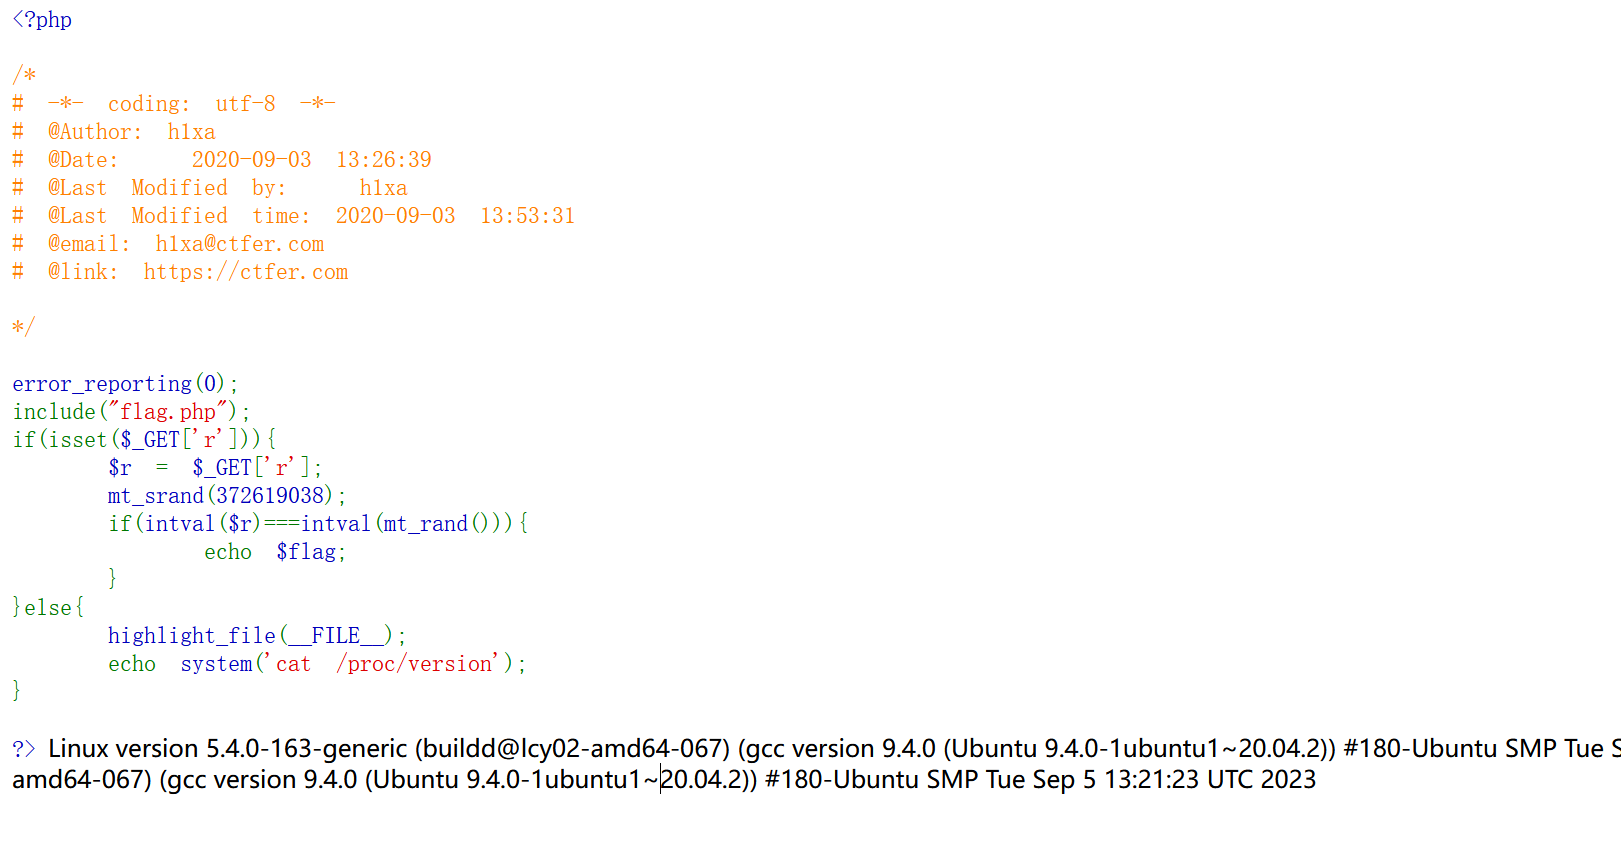 <?php
/*
# -*- coding: utf-8 -*-
# @Author: h1xa
# @Date:   2020-09-03 13:26:39
# @Last Modified by:   h1xa
# @Last Modified time: 2020-09-03 13:53:31
# @email: h1xa@ctfer.com
# @link: https://ctfer.com
*/
error_reporting(0);
include("flag.php");
if(isset($_GET['r'])){
    $r = $_GET['r'];
    mt_srand(372619038);
    if(intval($r)===intval(mt_rand())){
        echo $flag;
    }
}else{
    highlight_file(__FILE__);
    echo system('cat /proc/version');
}
?> Linux version 5.4.0-163-generic (buildd@lcy02-amd64-067) (gcc version 9.4.0 (Ubuntu 9.4.0-1ubuntu1~20.04.2)) #180-Ubuntu SMP Tue S
amd64-067) (gcc version 9.4.0 (Ubuntu 9.4.0-1ubuntu1~20.04.2)) #180-Ubuntu SMP Tue Sep 5 13:21:23 UTC 2023